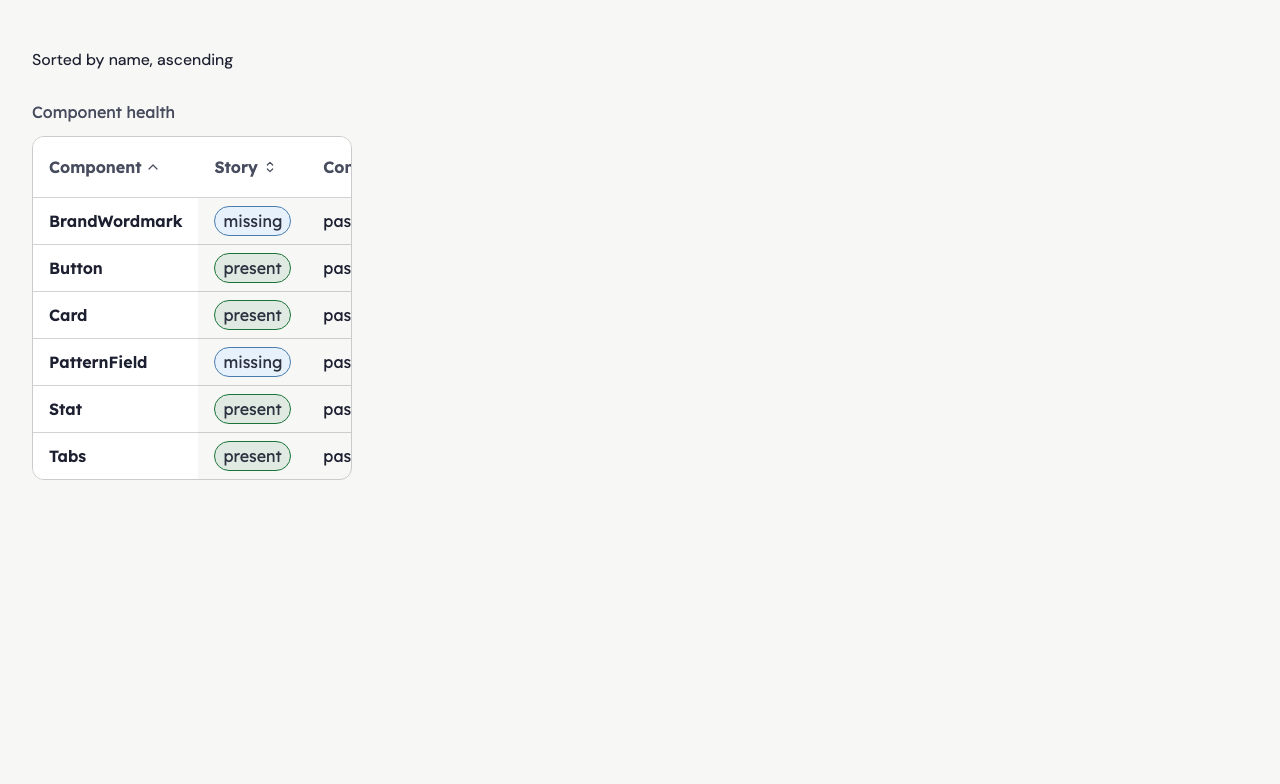 Sorted by name, ascending
Component health
Component Story
BrandWordmark missing
Button present
Card present
PatternField missing
Stat present
Tabs present